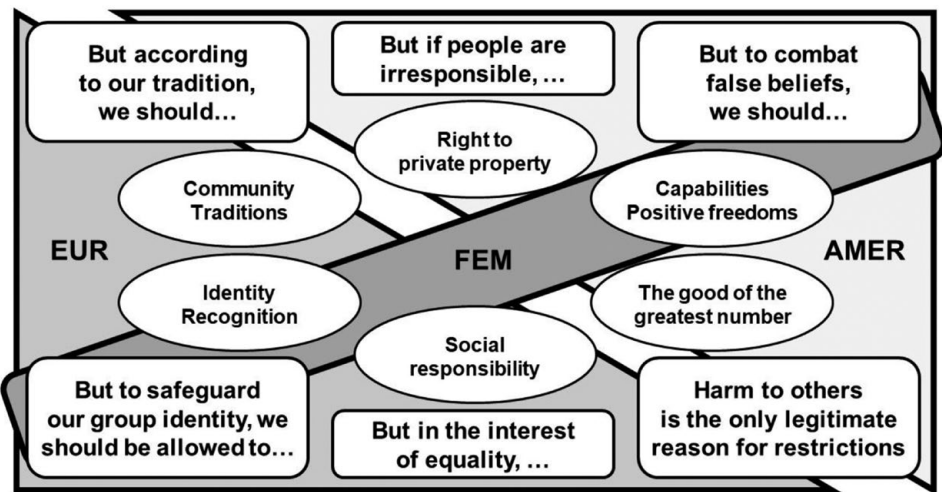 But according
to our tradition,
we should…
But if people are
irresponsible, …
But to combat
false beliefs,
we should…
Right to
private property
Community
Traditions
Capabilities
Positive freedoms
EUR
FEM
AMER
Identity
Recognition
The good of the
greatest number
Social
responsibility
But to safeguard
our group identity, we
should be allowed to…
But in the interest
of equality, …
Harm to others
is the only legitimate
reason for restrictions